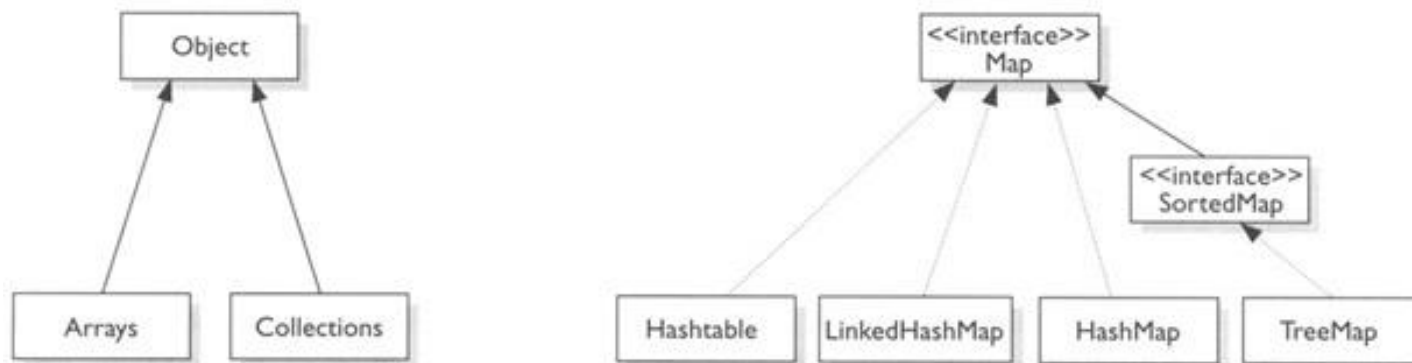 Object
<<interface>>
Map
<<interface>>
SortedMap
Arrays
Collections
Hashtable
LinkedHashMap
HashMap
TreeMap